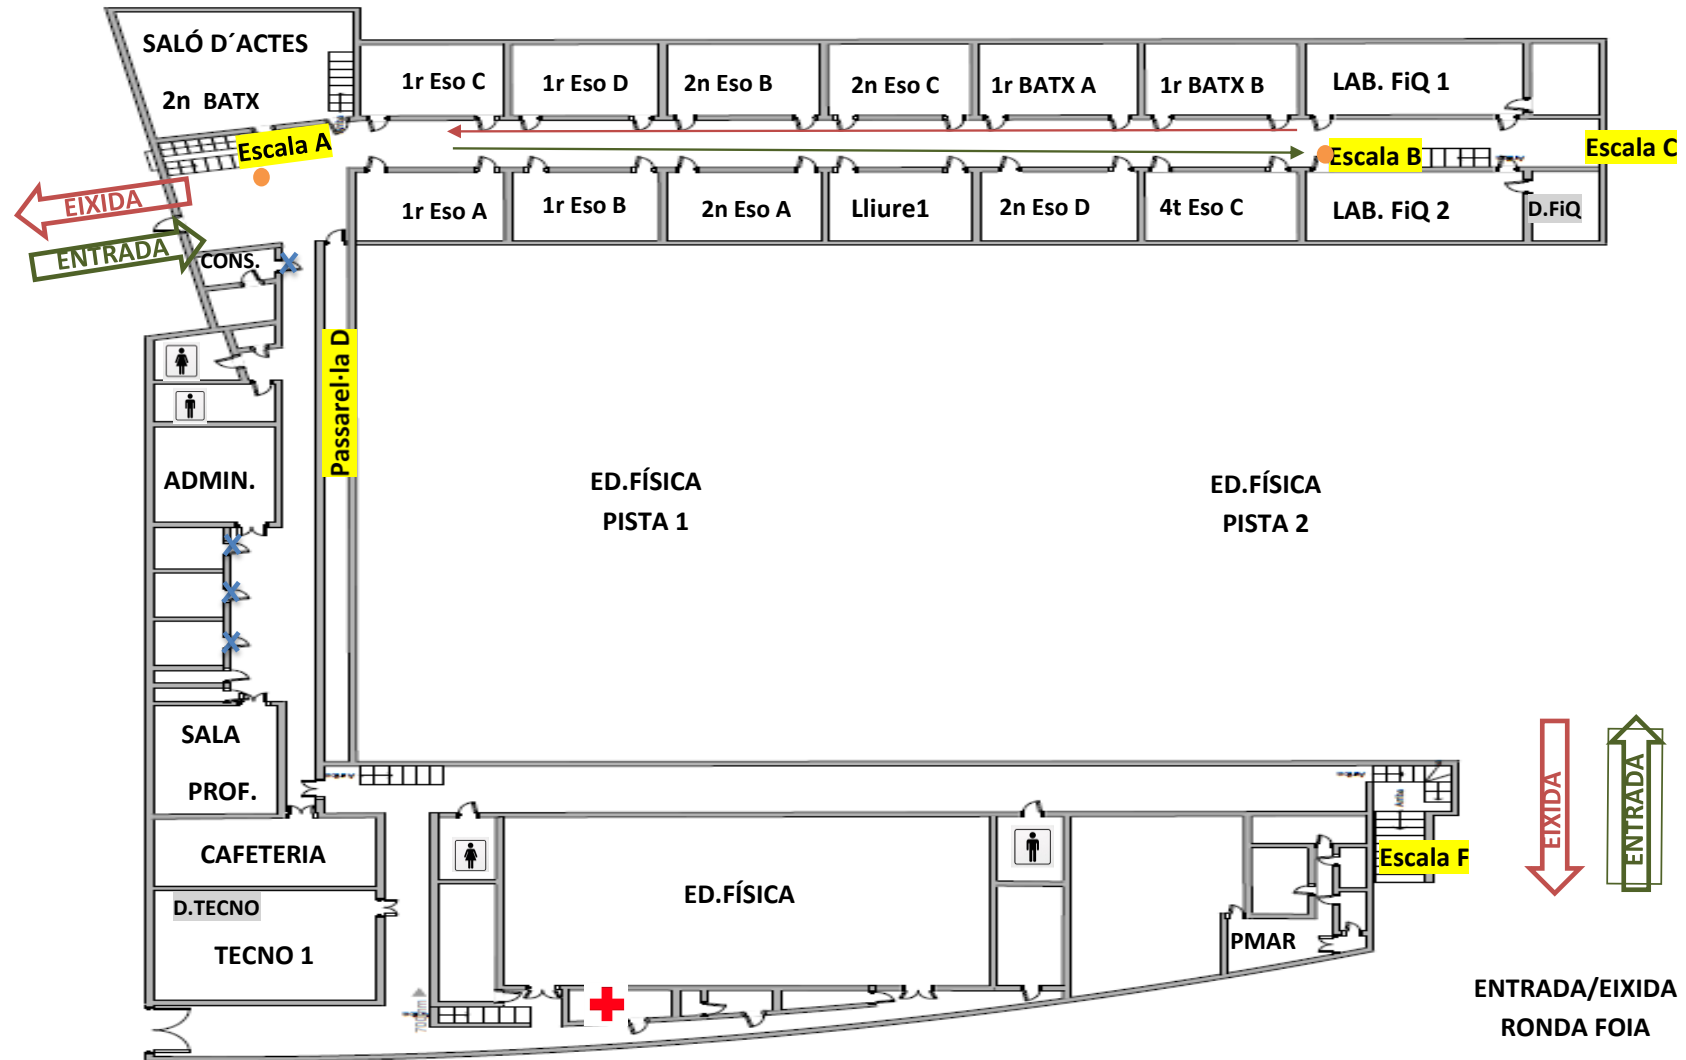 SALÓ D´ACTES
2n BATX
1r Eso C
1r Eso D
2n Eso B
2n Eso C
1r BATX A
1r BATX B
LAB. FiQ 1
Escala A
Escala B
Escala C
EIXIDA
ENTRADA
1r Eso A
1r Eso B
2n Eso A
Lliure1
2n Eso D
4t Eso C
LAB. FiQ 2
D.FiQ
CONS.
Passarel·la D
ADMIN.
ED.FÍSICA
PISTA 1
ED.FÍSICA
PISTA 2
SALA
PROF.
CAFETERIA
D.TECNO
TECNO 1
ED.FÍSICA
PMAR
Escala F
EIXIDA
ENTRADA
ENTRADA/EIXIDA
RONDA FOIA